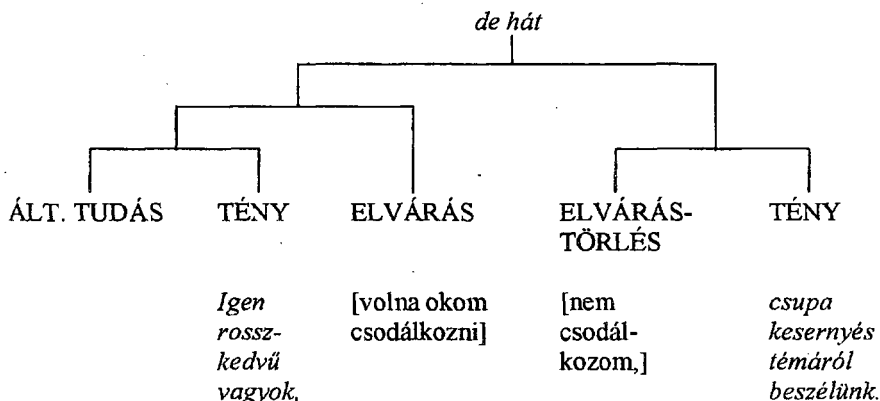 de hát
ÁLT. TUDÁS TÉNY ELVÁRÁS ELVÁRÁS- TÉNY
TÖRLÉS
Igen [volna okom [nem csupa
rossz- csodálkozni] csodál- kesernyés
kedvű kozom,] témáról
vagyok, beszélünk.